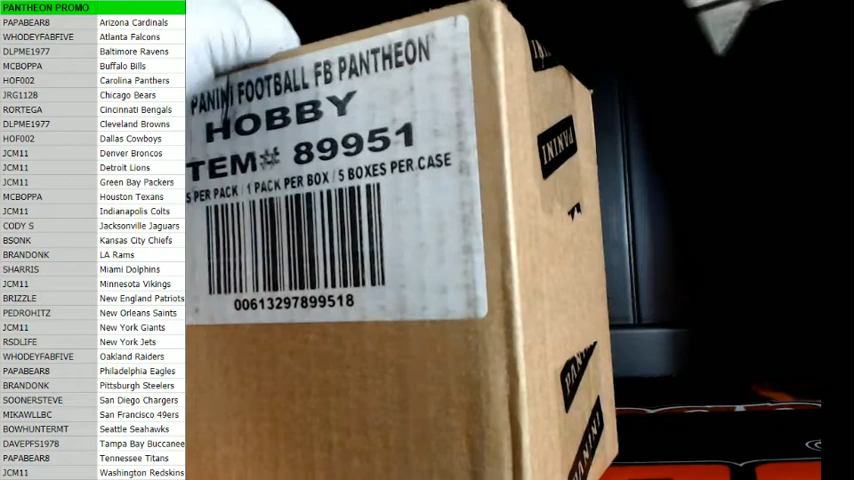 PANTHEON PROMO
PAPABEAR8 Arizona Cardinals
WHODEYFABFIVE Atlanta Falcons
DLPME1977 Baltimore Ravens
MCBOPPA Buffalo Bills
HOF002 Carolina Panthers
JRG1128 Chicago Bears
RORTEGA Cincinnati Bengals
DLPME1977 Cleveland Browns
HOF002 Dallas Cowboys
JCM11 Denver Broncos
JCM11 Detroit Lions
JCM11 Green Bay Packers
MCBOPPA Houston Texans
JCM11 Indianapolis Colts
CODY S Jacksonville Jaguars
BSONK Kansas City Chiefs
BRANDONK LA Rams
SHARRIS Miami Dolphins
JCM11 Minnesota Vikings
BRIZZLE New England Patriots
PEDROHITZ New Orleans Saints
JCM11 New York Giants
RSDLIFE New York Jets
WHODEYFABFIVE Oakland Raiders
PAPABEAR8 Philadelphia Eagles
BRANDONK Pittsburgh Steelers
SOONERSTEVE San Diego Chargers
MIKAWLLBC San Francisco 49ers
BOWHUNTERMT Seattle Seahawks
DAVEPFS1978 Tampa Bay Buccanee
PAPABEAR8 Tennessee Titans
JCM11 Washington Redskins
PANINI FOOTBALL FB PANTHEON
HOBBY
TEM# 89951
S PER PACK / 1 PACK PER BOX / 5 BOXES PER CASE
00613297899518
PANINI
PAN
PANINI